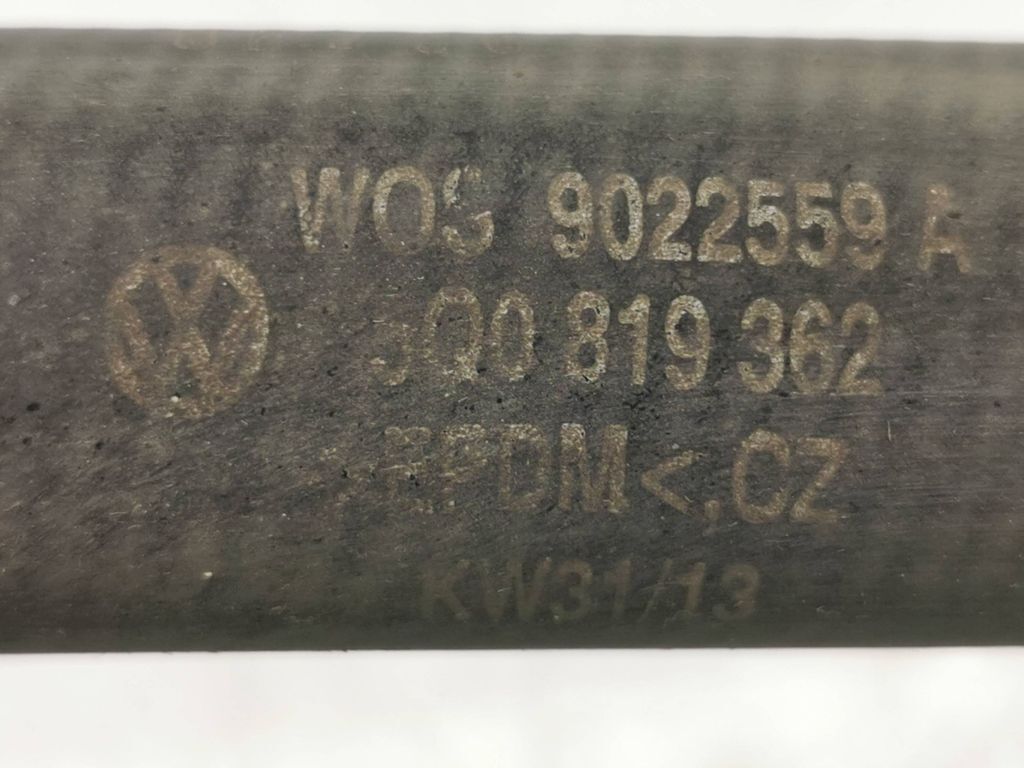 WOS 9022559 A
5Q0 819 362
>EPDM<,CZ
KW31/13